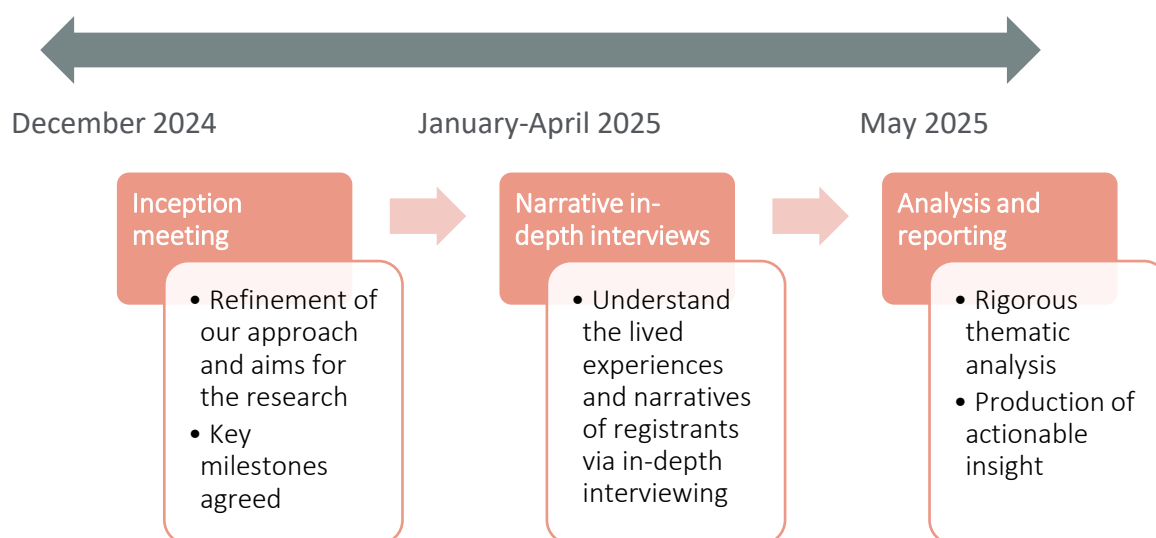 December 2024
January-April 2025
May 2025
Inception
meeting
• Refinement of
our approach
and aims for
the research
• Key
milestones
agreed
Narrative in-
depth interviews
• Understand
the lived
experiences
and narratives
of registrants
via in-depth
interviewing
Analysis and
reporting
• Rigorous
thematic
analysis
• Production of
actionable
insight